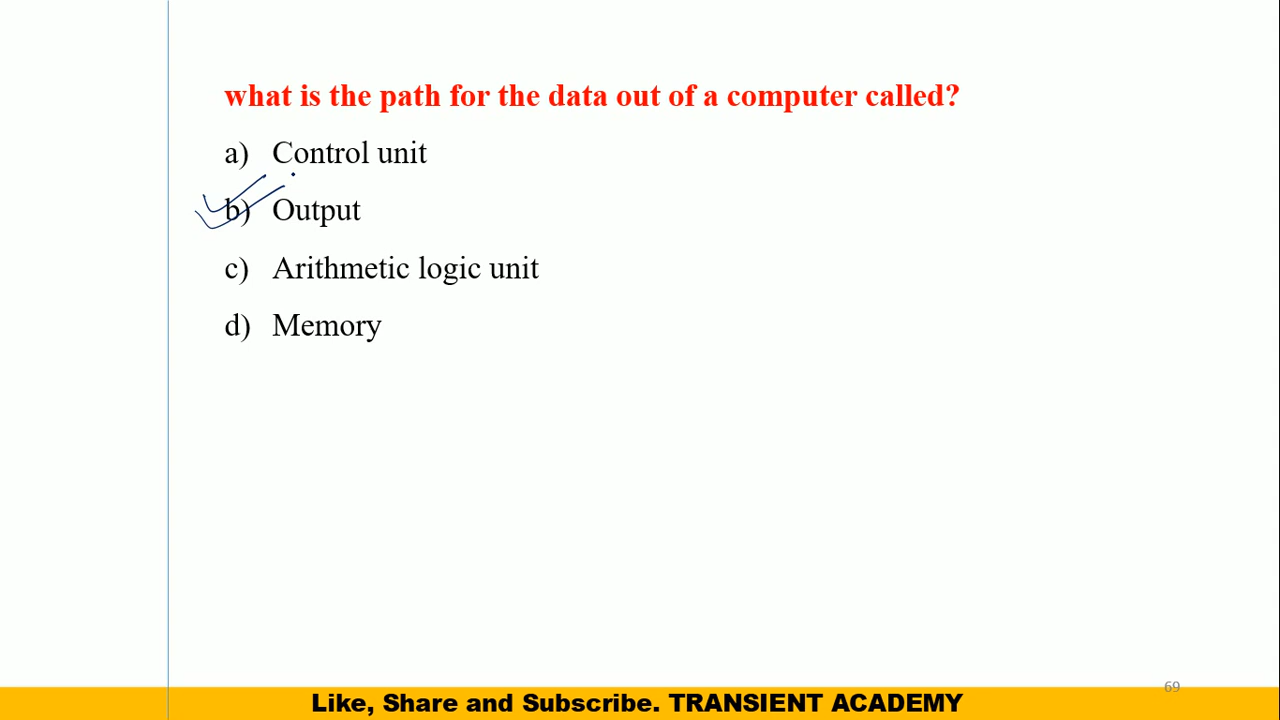 what is the path for the data out of a computer called?
a) Control unit
b) Output
c) Arithmetic logic unit
d) Memory
69
Like, Share and Subscribe. TRANSIENT ACADEMY